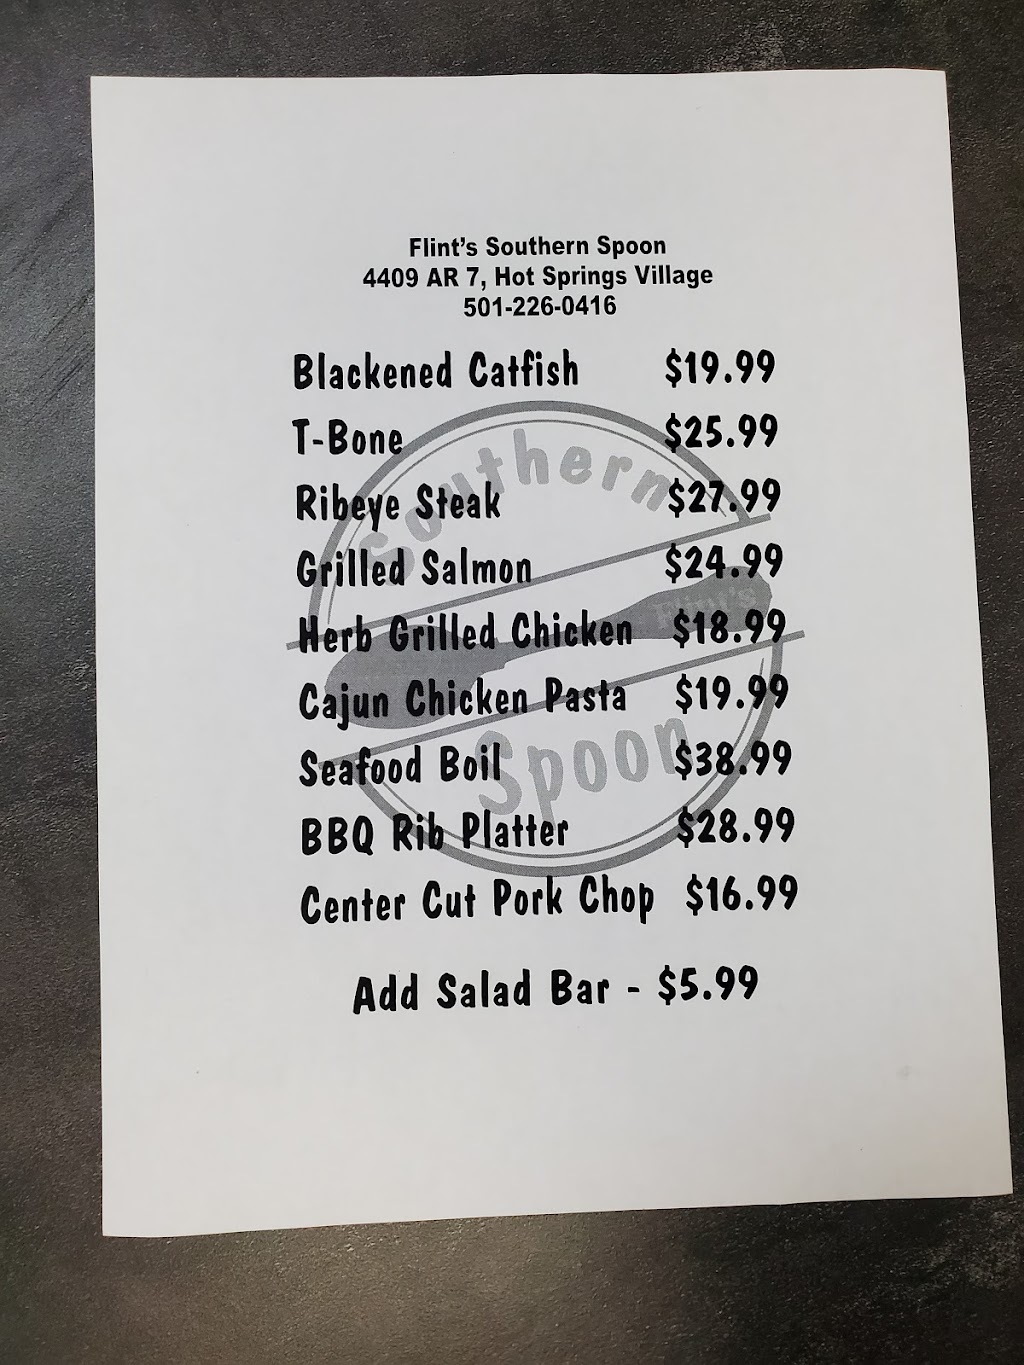 Flint's Southern Spoon
4409 AR 7, Hot Springs Village
501-226-0416
Blackened Catfish $19.99
T-Bone $25.99
Ribeye Steak $27.99
Grilled Salmon $24.99
Herb Grilled Chicken $18.99
Cajun Chicken Pasta $19.99
Seafood Boil $38.99
BBQ Rib Platter $28.99
Center Cut Pork Chop $16.99
Add Salad Bar - $5.99
Southern
Flint's
Spoon